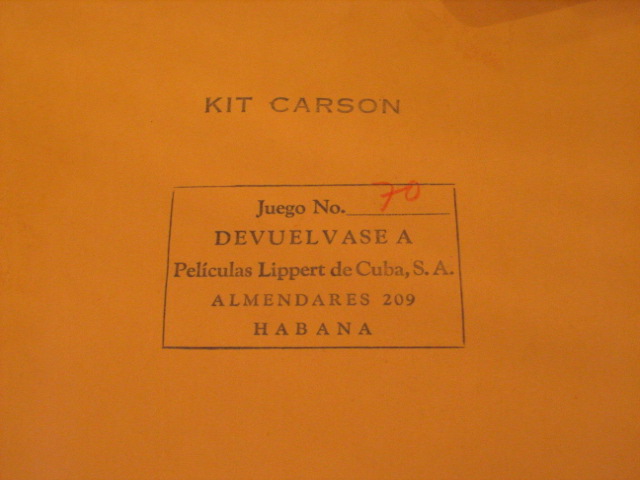 KIT CARSON
Juego No. 70
DEVUELVASE A
Películas Lippert de Cuba, S. A.
ALMENDARES 209
HABANA